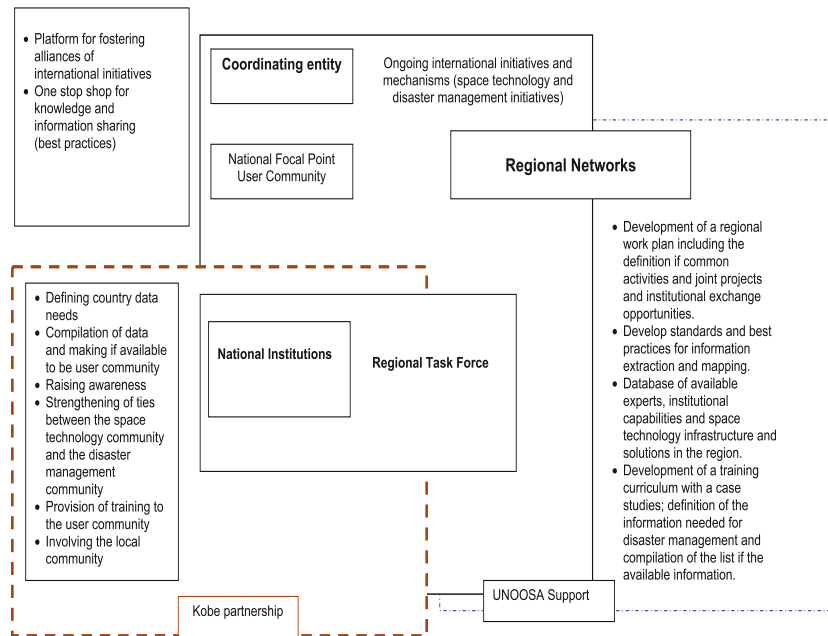 • Platform for fostering
alliances of
international initiatives
• One stop shop for
knowledge and
information sharing
(best practices)
Coordinating entity
Ongoing international initiatives and
mechanisms (space technology and
disaster management initiatives)
National Focal Point
User Community
Regional Networks
• Development of a regional
work plan including the
definition if common
activities and joint projects
and institutional exchange
opportunities.
• Develop standards and best
practices for information
extraction and mapping.
• Database of available
experts, institutional
capabilities and space
technology infrastructure and
solutions in the region.
• Development of a training
curriculum with a case
studies; definition of the
information needed for
disaster management and
compilation of the list if the
available information.
• Defining country data
needs
• Compilation of data
and making if available
to be user community
• Raising awareness
• Strengthening of ties
between the space
technology community
and the disaster
management
community
• Provision of training to
the user community
• Involving the local
community
National Institutions
Regional Task Force
UNOOSA Support
Kobe partnership